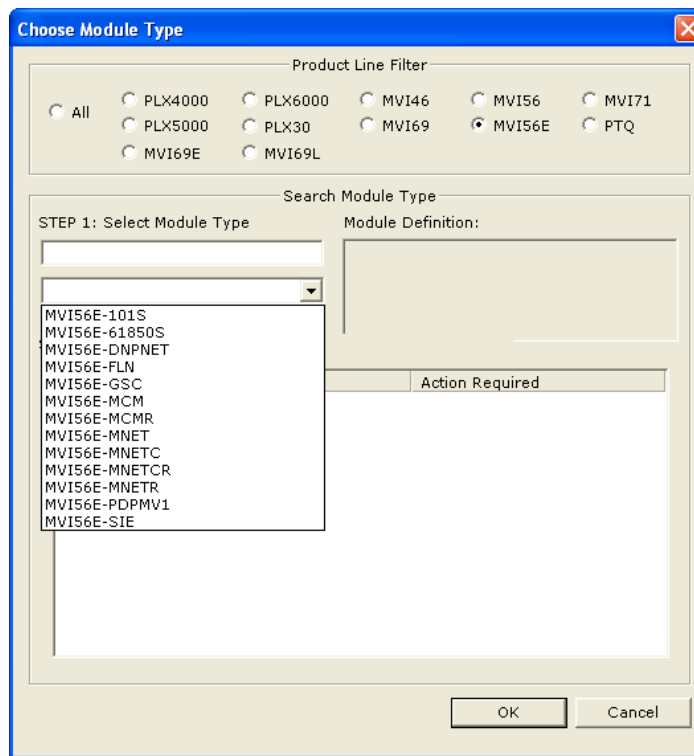 Choose Module Type
Product Line Filter
All
PLX4000
PLX6000
MVI46
MVI56
MVI71
PLX5000
PLX30
MVI69
MVI56E
PTQ
MVI69E
MVI69L
Search Module Type
STEP 1: Select Module Type
Module Definition:
MVI56E-101S
MVI56E-61850S
MVI56E-DNPNET
MVI56E-FLN
MVI56E-GSC
MVI56E-MCM
MVI56E-MCMR
MVI56E-MNET
MVI56E-MNETC
MVI56E-MNETCR
MVI56E-MNETR
MVI56E-PDPMV1
MVI56E-SIE
Action Required
OK
Cancel